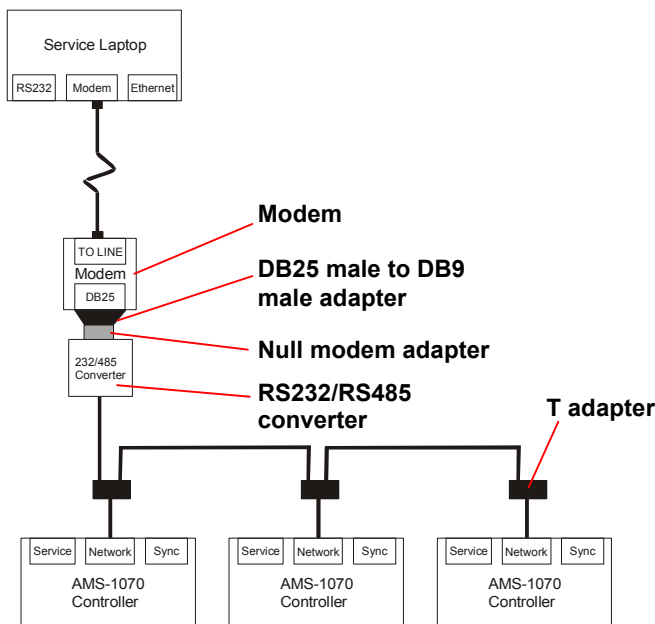 Service Laptop
RS232 Modem Ethernet
TO LINE
Modem
DB25
Modem
DB25 male to DB9
male adapter
Null modem adapter
232/485
Converter
RS232/RS485
converter
T adapter
Service Network Sync
AMS-1070
Controller
Service Network Sync
AMS-1070
Controller
Service Network Sync
AMS-1070
Controller